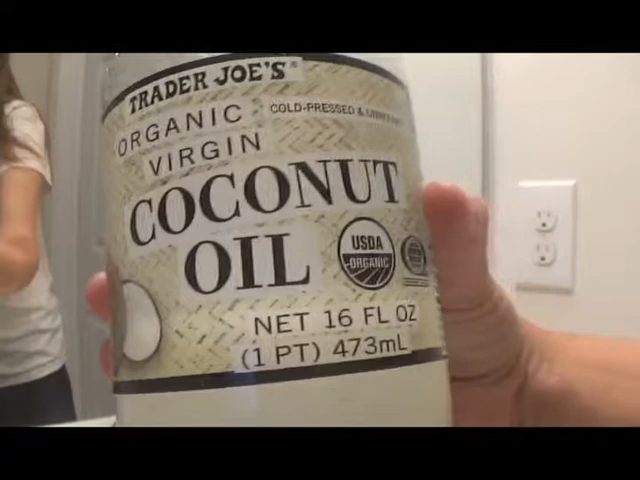 TRADER JOE'S®
ORGANIC
VIRGIN
COLD-PRESSED &
COCONUT
OIL
USDA
ORGANIC
NET 16 FL OZ
(1 PT) 473mL